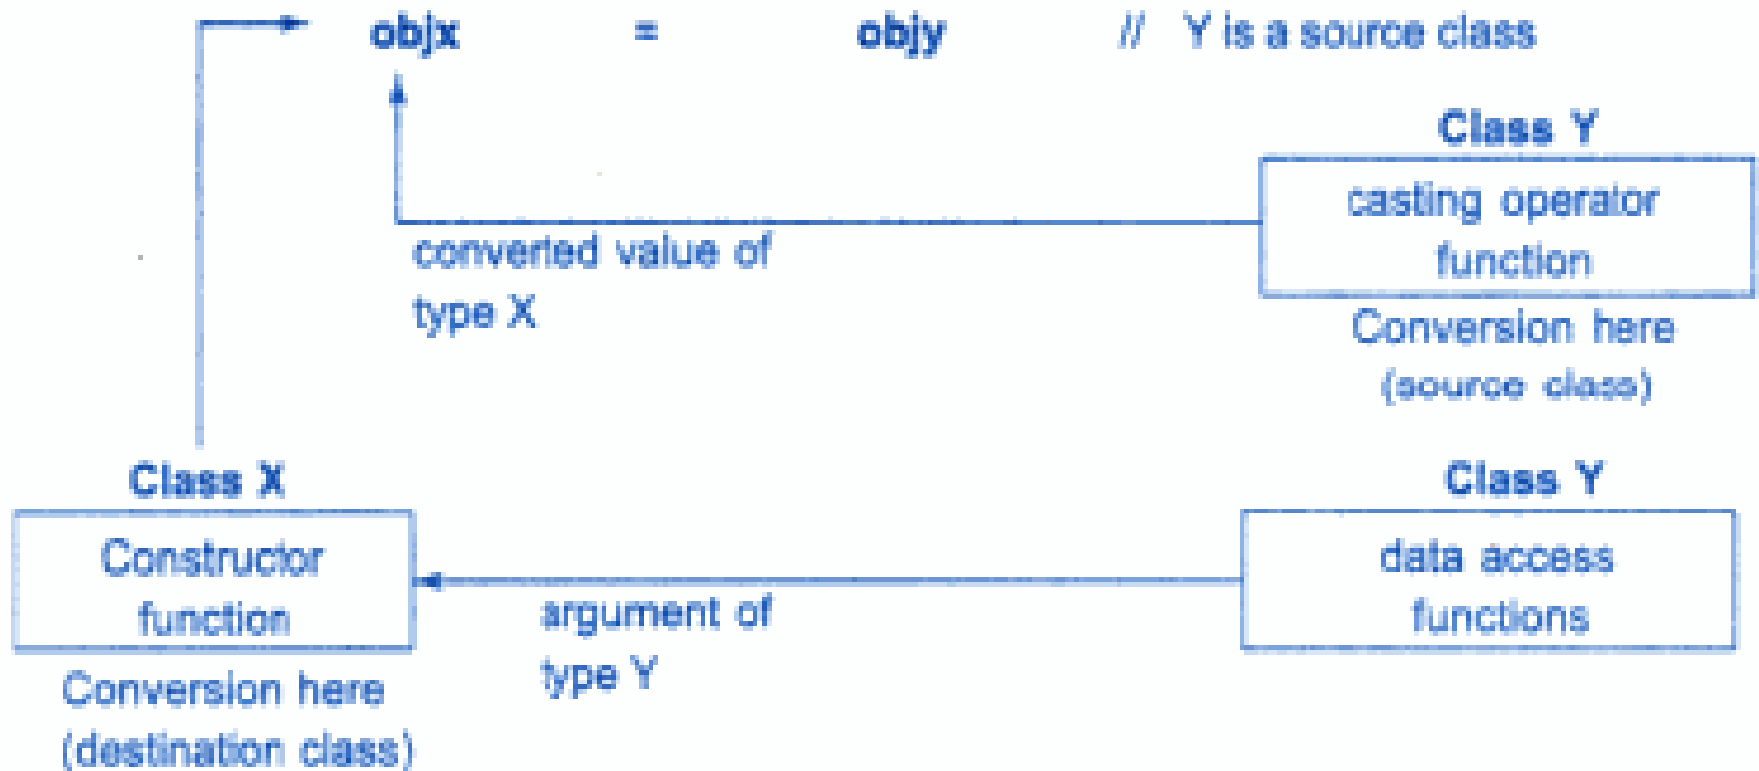 objx = objy // Y is a source class
Class Y
casting operator
function
converted value of
type X
Conversion here
(source class)
Class X
Class Y
Constructor
function
data access
functions
argument of
type Y
Conversion here
(destination class)